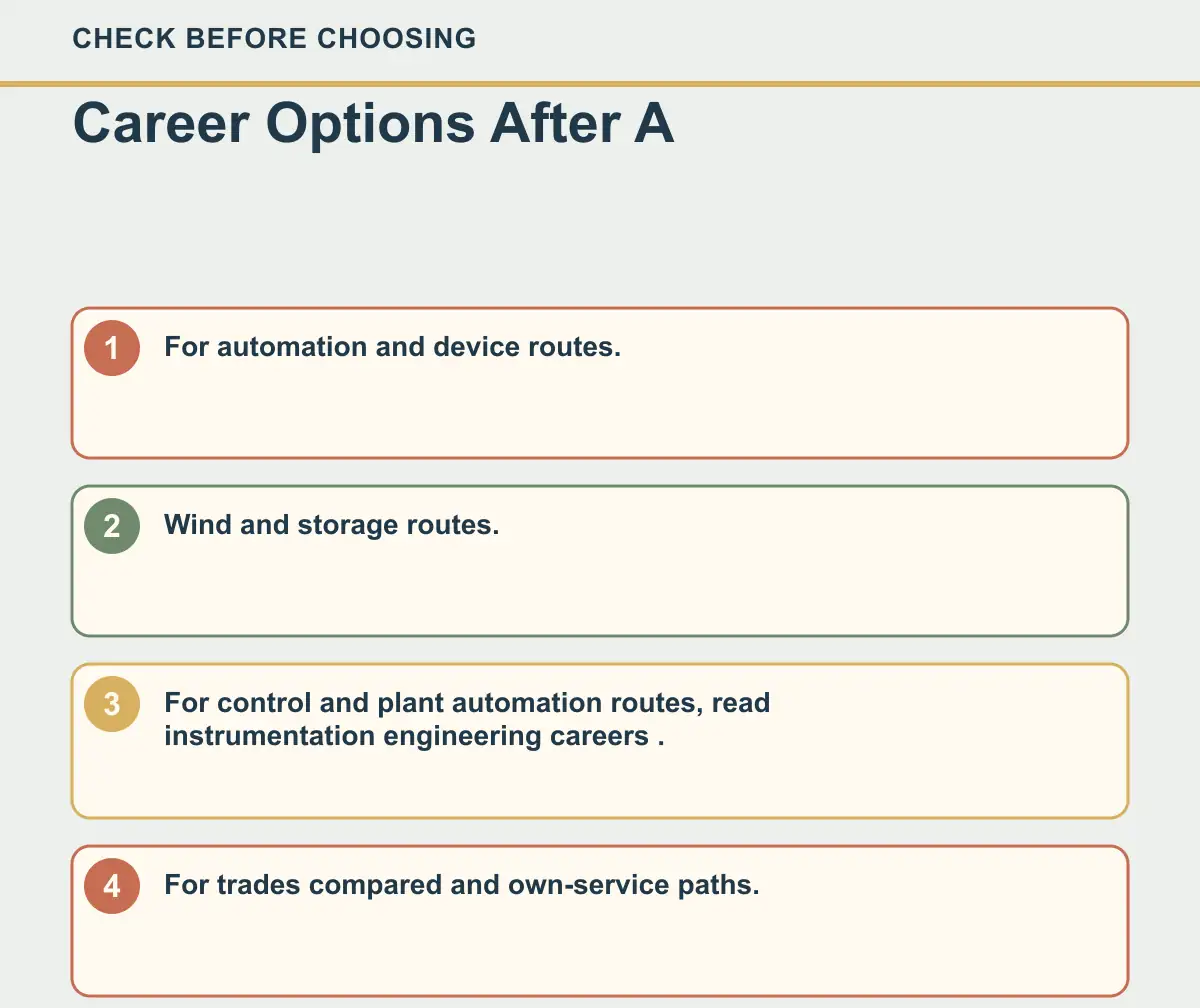 CHECK BEFORE CHOOSING
Career Options After A
1
For automation and device routes.
2
Wind and storage routes.
3
For control and plant automation routes, read
instrumentation engineering careers .
4
For trades compared and own-service paths.